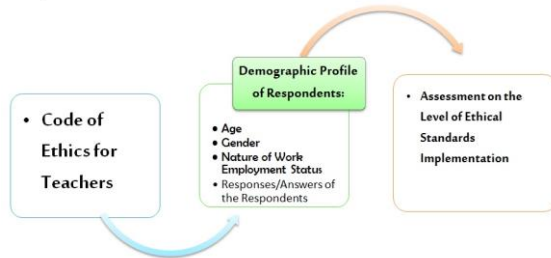 • Code of
Ethics for
Teachers
Demographic Profile
of Respondents:
• Age
• Gender
• Nature of Work
Employment Status
• Responses/Answers of
the Respondents
• Assessment on the
Level of Ethical
Standards
Implementation